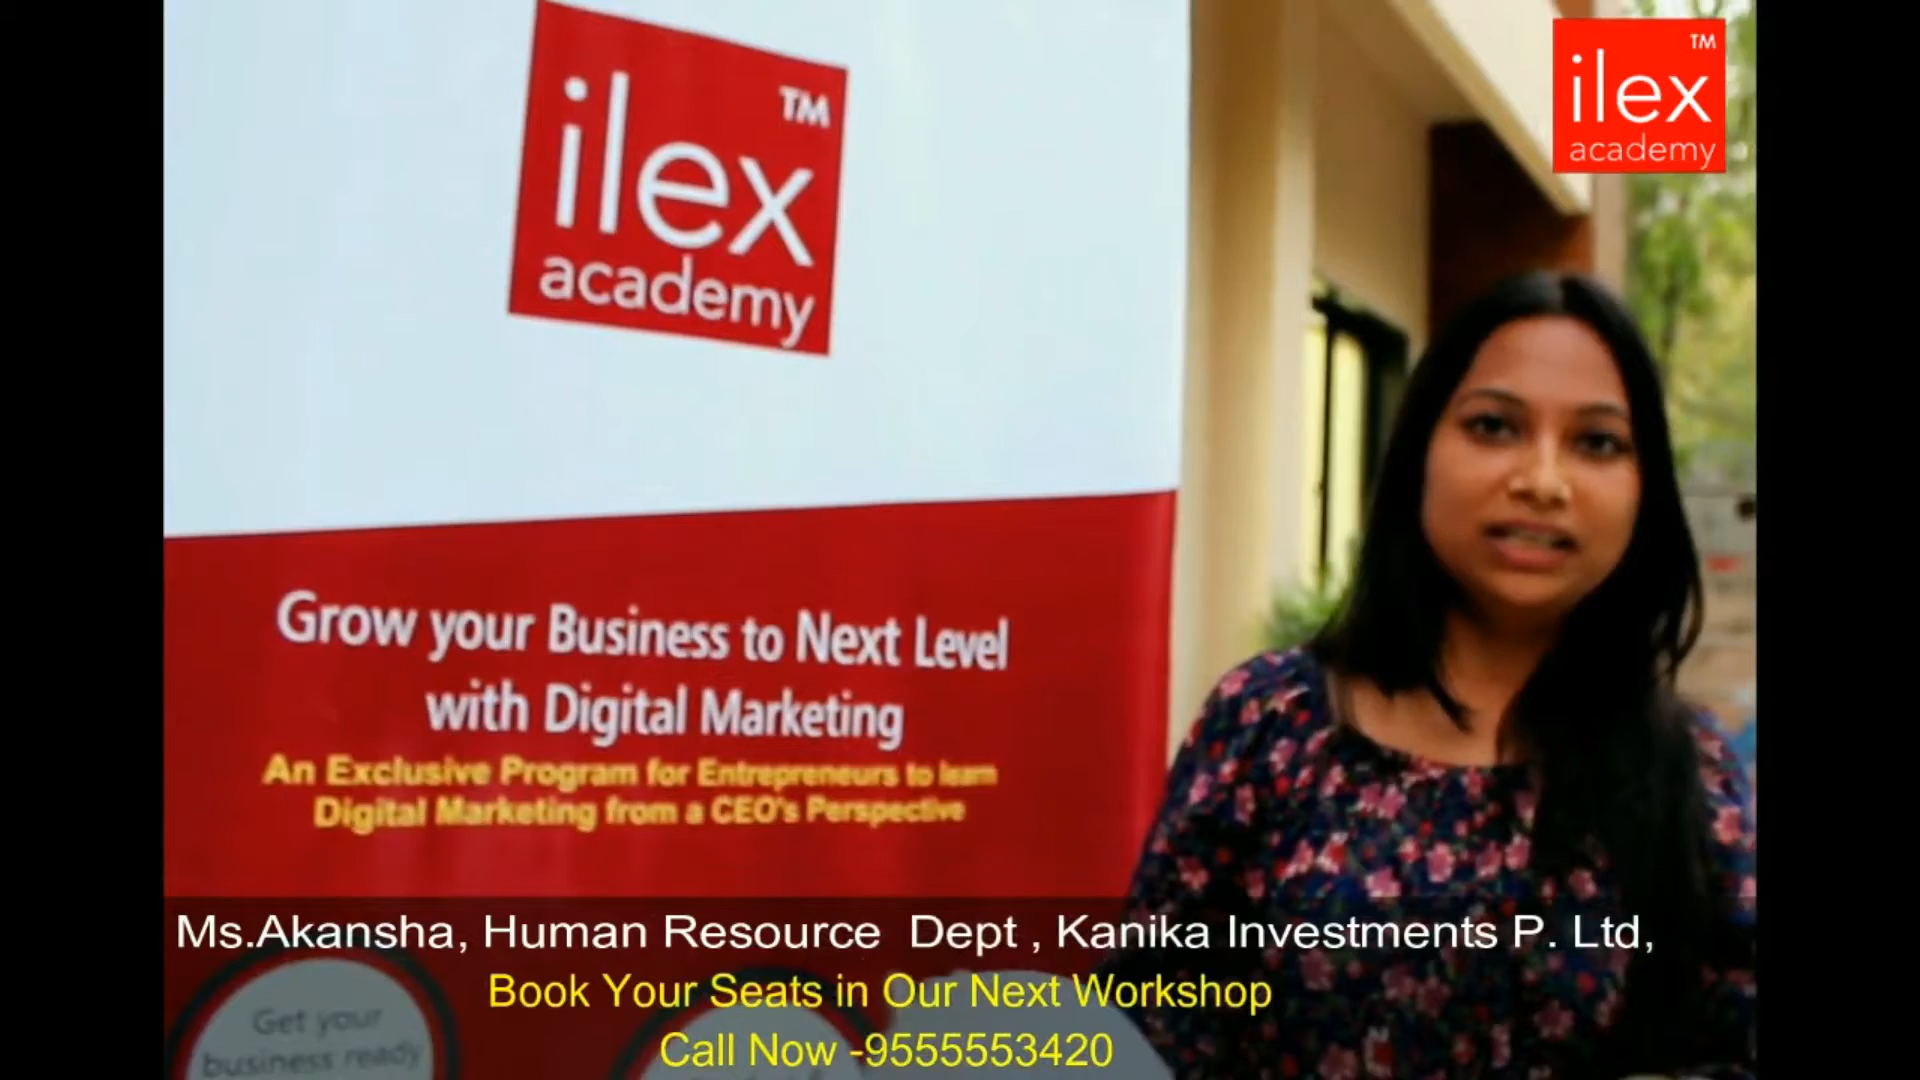 TM
ilex
academy
TM
ilex
academy
Grow your Business to Next Level
with Digital Marketing
An Exclusive Program for Entrepreneurs to learn
Digital Marketing from a CEO's Perspective
Ms.Akansha, Human Resource  Dept , Kanika Investments P. Ltd,
Book Your Seats in Our Next Workshop
Call Now -9555553420
Get your
business ready